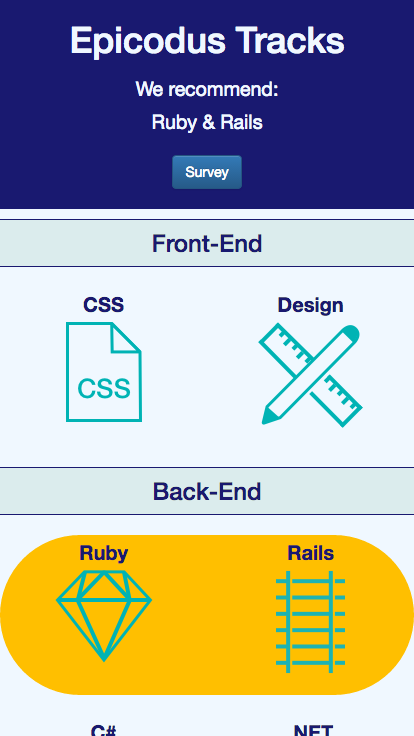 Epicodus Tracks
We recommend:
Ruby & Rails
Survey
Front-End
CSS Design
CSS
Back-End
Ruby Rails
C# .NET